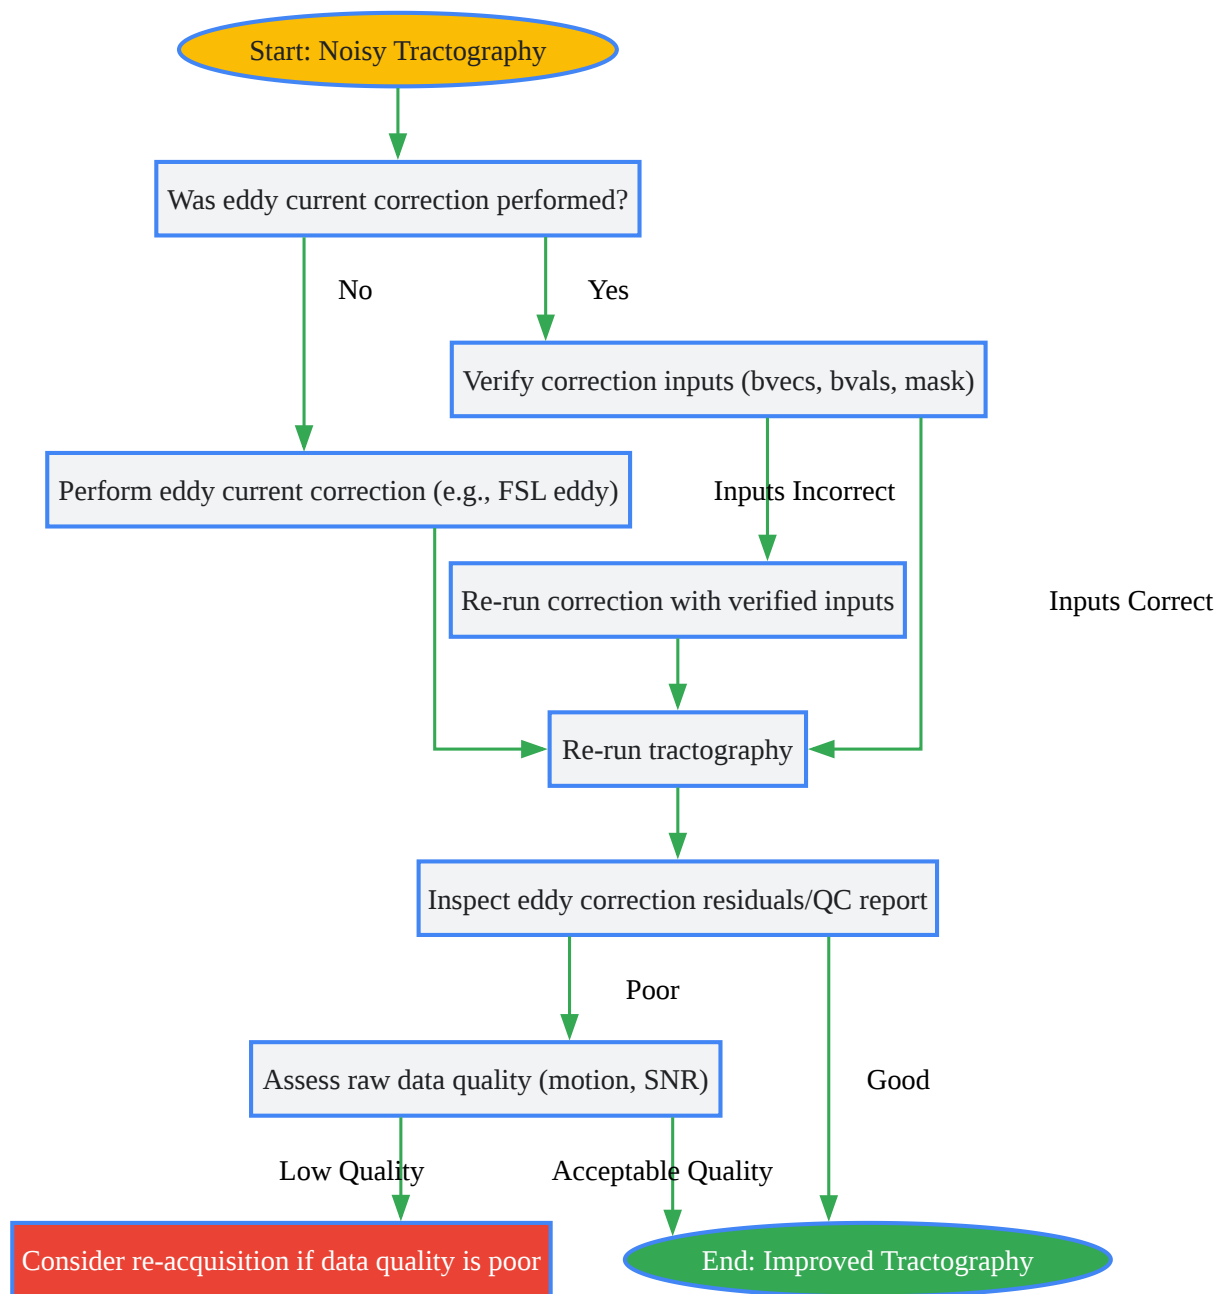 Start: Noisy Tractography
Was eddy current correction performed?
No
Yes
Verify correction inputs (bvecs, bvals, mask)
Perform eddy current correction (e.g., FSL eddy)
Inputs Incorrect
Re-run correction with verified inputs
Inputs Correct
Re-run tractography
Inspect eddy correction residuals/QC report
Poor
Assess raw data quality (motion, SNR)
Good
Low Quality
Acceptable Quality
Consider re-acquisition if data quality is poor
End: Improved Tractography